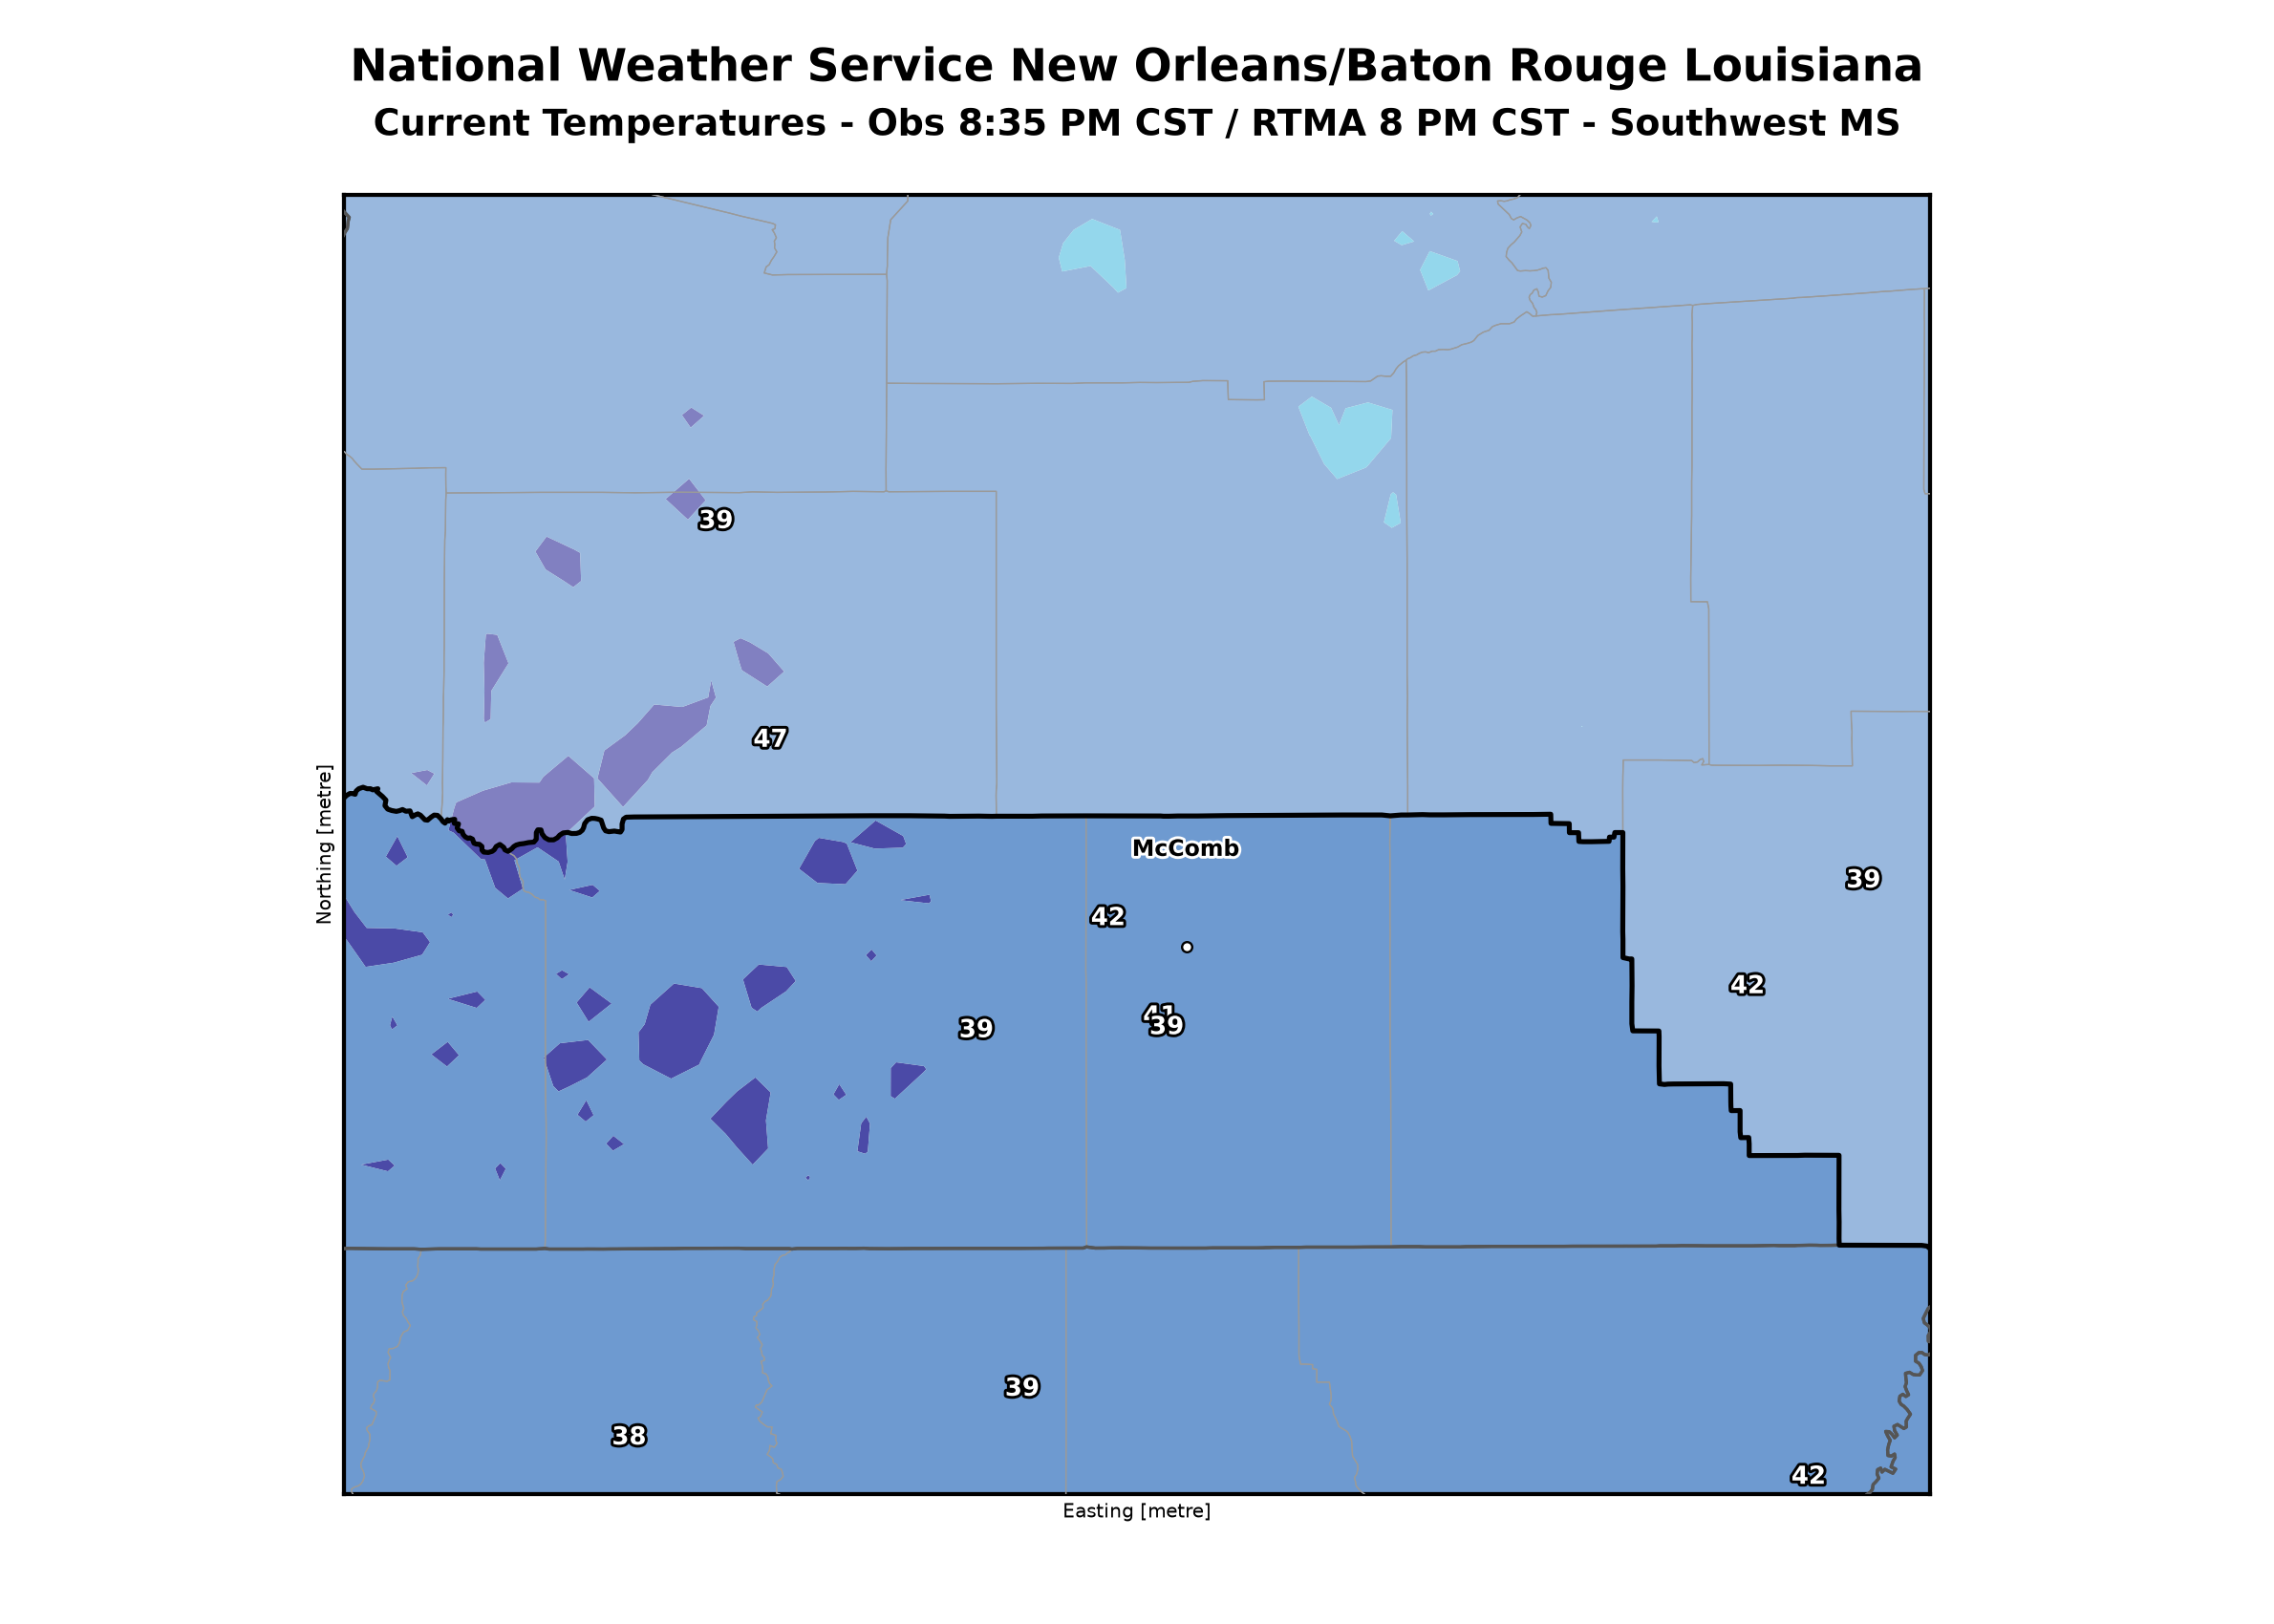 National Weather Service New Orleans/Baton Rouge Louisiana
Current Temperatures - Obs 8:35 PM CST / RTMA 8 PM CST - Southwest MS
39
47
McComb
39
42
42
41
39
39
39
38
42
Northing [metre]
Easting [metre]